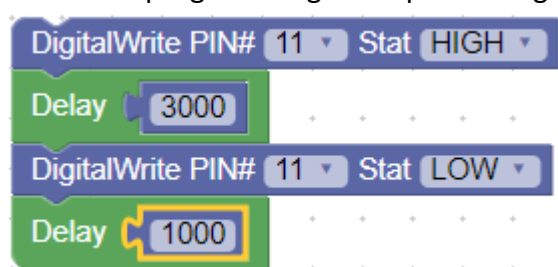 DigitalWrite PIN# 11 Stat HIGH
Delay 3000
DigitalWrite PIN# 11 Stat LOW
Delay 1000